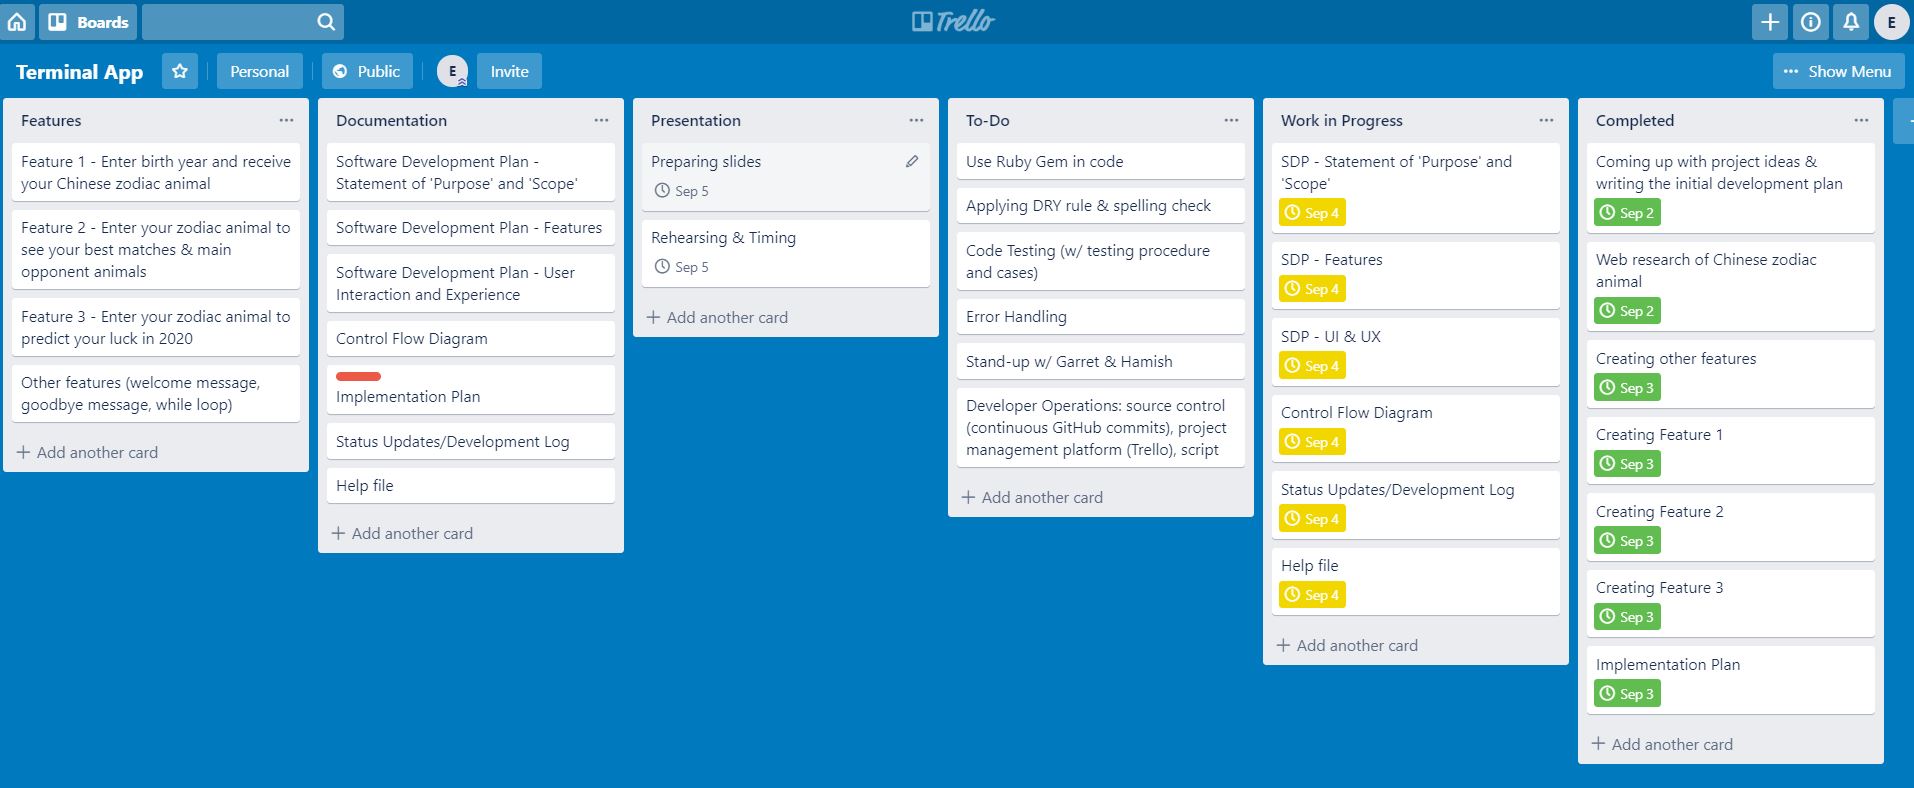 Boards
Trello
E
Terminal App
Personal
Public
E
Invite
Show Menu
Features
Feature 1 - Enter birth year and receive
your Chinese zodiac animal
Feature 2 - Enter your zodiac animal to
see your best matches & main
opponent animals
Feature 3 - Enter your zodiac animal to
predict your luck in 2020
Other features (welcome message,
goodbye message, while loop)
Add another card
Documentation
Software Development Plan -
Statement of 'Purpose' and 'Scope'
Software Development Plan - Features
Software Development Plan - User
Interaction and Experience
Control Flow Diagram
Implementation Plan
Status Updates/Development Log
Help file
Add another card
Presentation
Preparing slides
Sep 5
Rehearsing & Timing
Sep 5
Add another card
To-Do
Use Ruby Gem in code
Applying DRY rule & spelling check
Code Testing (w/ testing procedure
and cases)
Error Handling
Stand-up w/ Garret & Hamish
Developer Operations: source control
(continuous GitHub commits), project
management platform (Trello), script
Add another card
Work in Progress
SDP - Statement of 'Purpose' and
'Scope'
Sep 4
SDP - Features
Sep 4
SDP - UI & UX
Sep 4
Control Flow Diagram
Sep 4
Status Updates/Development Log
Sep 4
Help file
Sep 4
Add another card
Completed
Coming up with project ideas &
writing the initial development plan
Sep 2
Web research of Chinese zodiac
animal
Sep 2
Creating other features
Sep 3
Creating Feature 1
Sep 3
Creating Feature 2
Sep 3
Creating Feature 3
Sep 3
Implementation Plan
Sep 3
Add another card